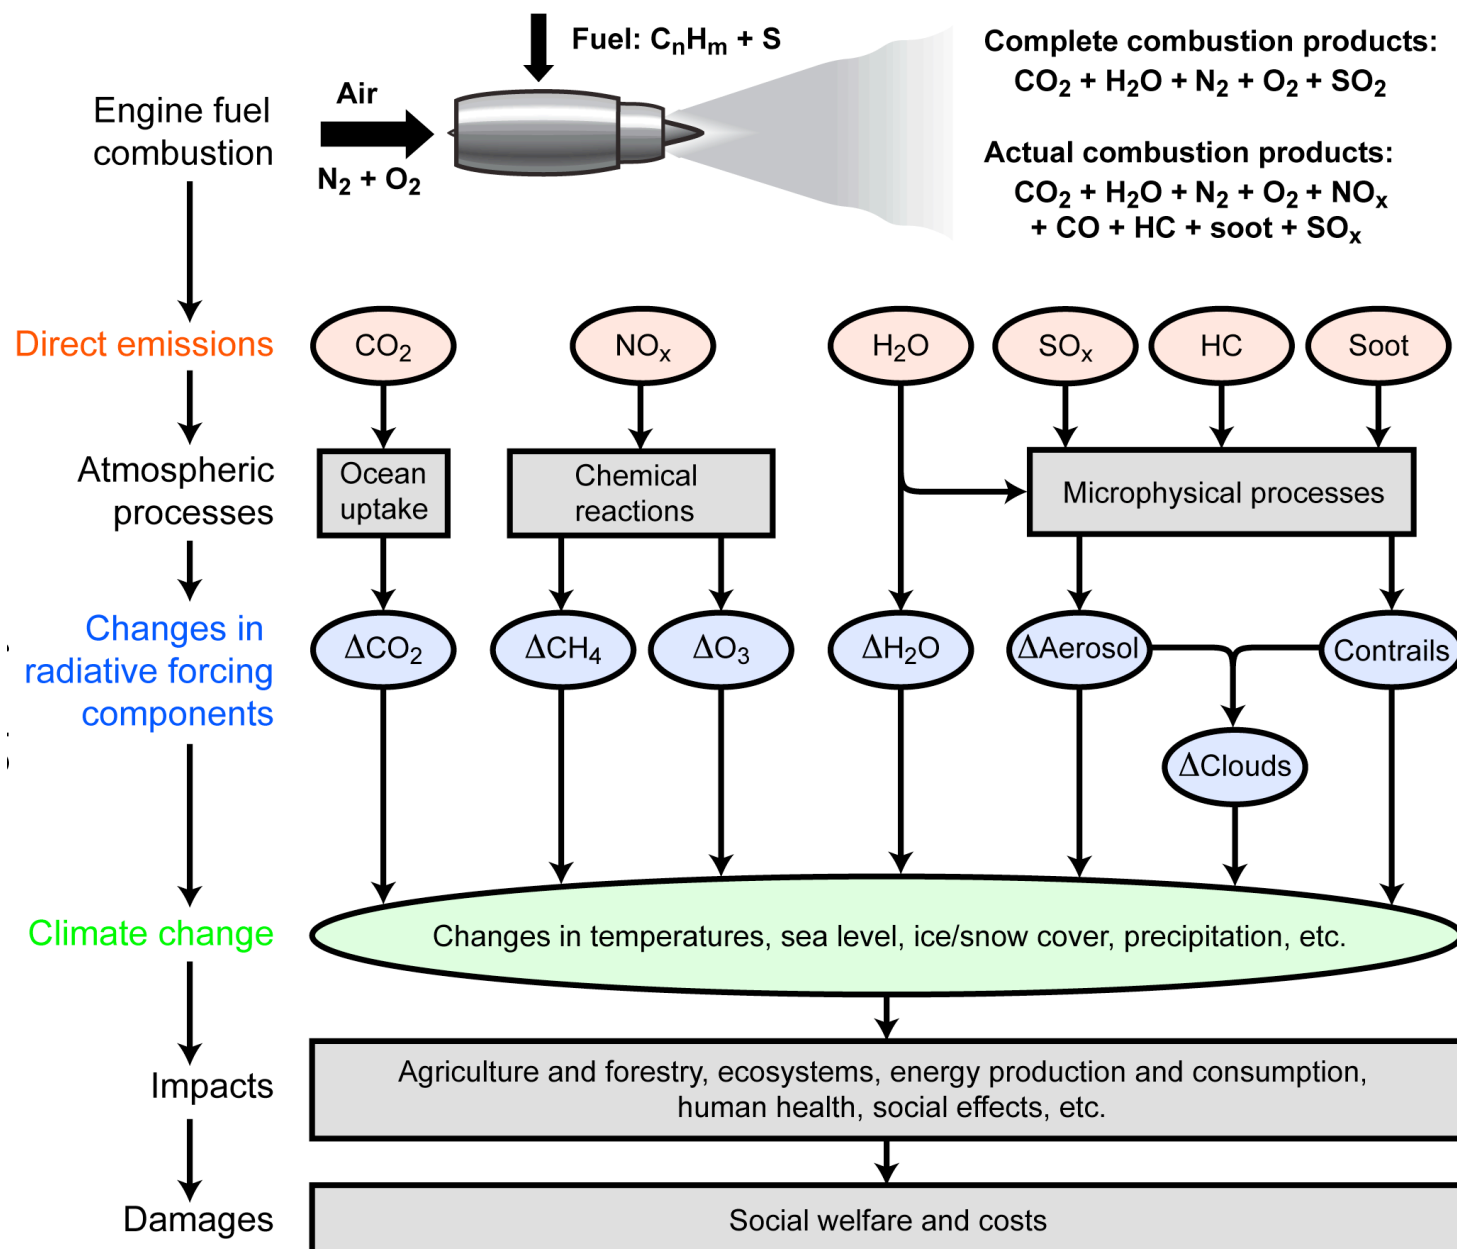 Fuel: CₙHₘ + S
Complete combustion products:
CO₂ + H₂O + N₂ + O₂ + SO₂
Air
Engine fuel
combustion
N₂ + O₂
Actual combustion products:
CO₂ + H₂O + N₂ + O₂ + NOₓ
+ CO + HC + soot + SOₓ
Direct emissions
CO₂
NOₓ
H₂O
SOₓ
HC
Soot
Atmospheric
processes
Ocean
uptake
Chemical
reactions
Microphysical processes
Changes in
radiative forcing
components
ΔCO₂
ΔCH₄
ΔO₃
ΔH₂O
ΔAerosol
Contrails
ΔClouds
Climate change
Changes in temperatures, sea level, ice/snow cover, precipitation, etc.
Impacts
Agriculture and forestry, ecosystems, energy production and consumption,
human health, social effects, etc.
Damages
Social welfare and costs